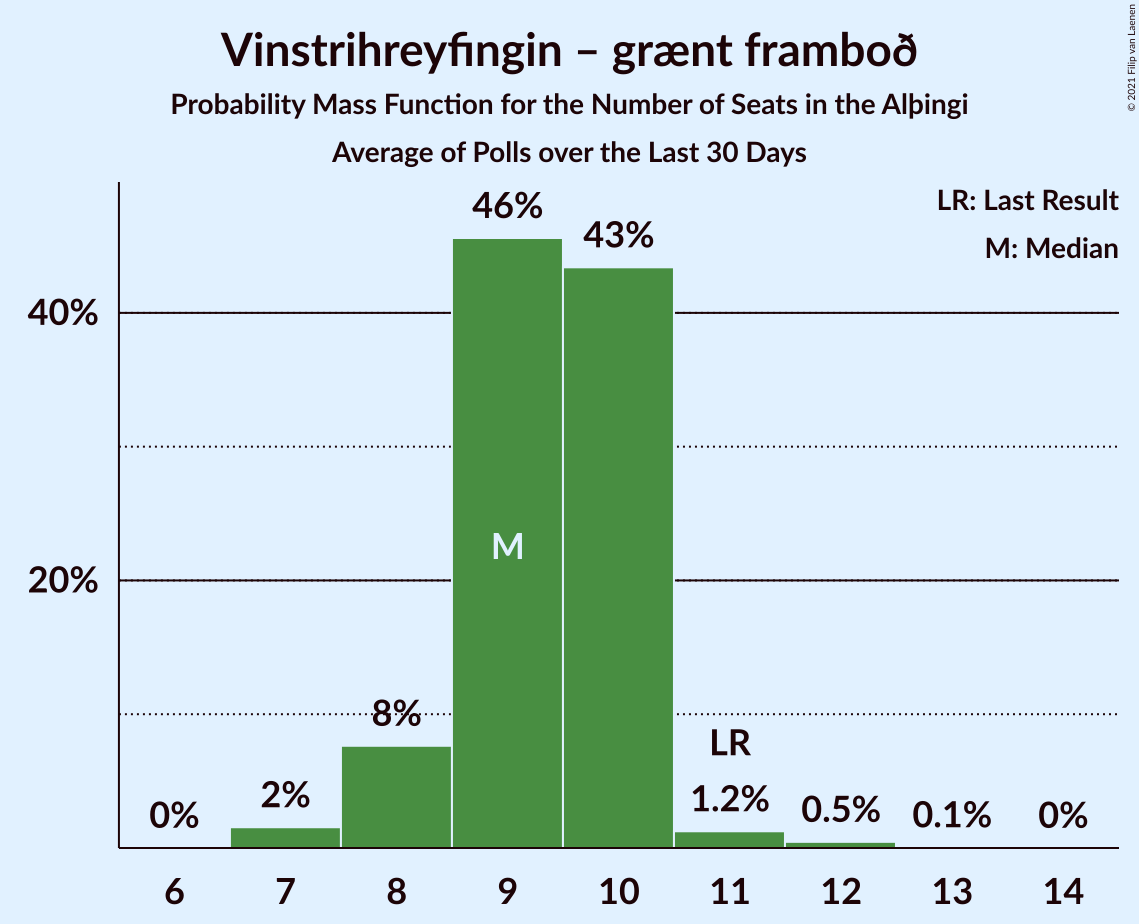 Vinstrihreyfingin – grænt framboð
Probability Mass Function for the Number of Seats in the Alþingi
Average of Polls over the Last 30 Days
© 2021 Filip van Laenen
LR: Last Result
M: Median
46%
43%
40%
M
20%
8%
LR
2%
1.2%
0.5%
0%
0.1%
0%
6 7 8 9 10 11 12 13 14